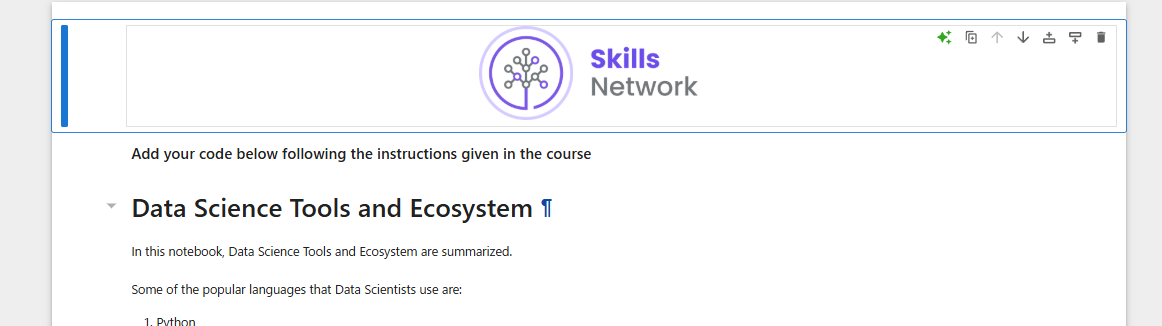 Skills
Network
Add your code below following the instructions given in the course
Data Science Tools and Ecosystem ¶
In this notebook, Data Science Tools and Ecosystem are summarized.
Some of the popular languages that Data Scientists use are:
1. Python